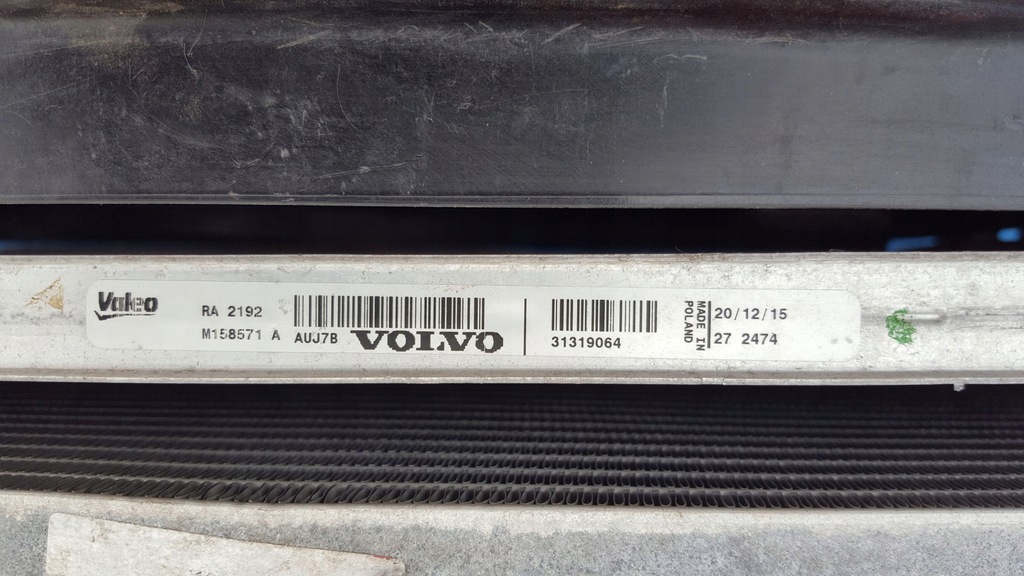 Valeo
RA 2192
M158571 A AUJ7B VOLVO
31319064
MADE IN
POLAND
20/12/15
27 2474